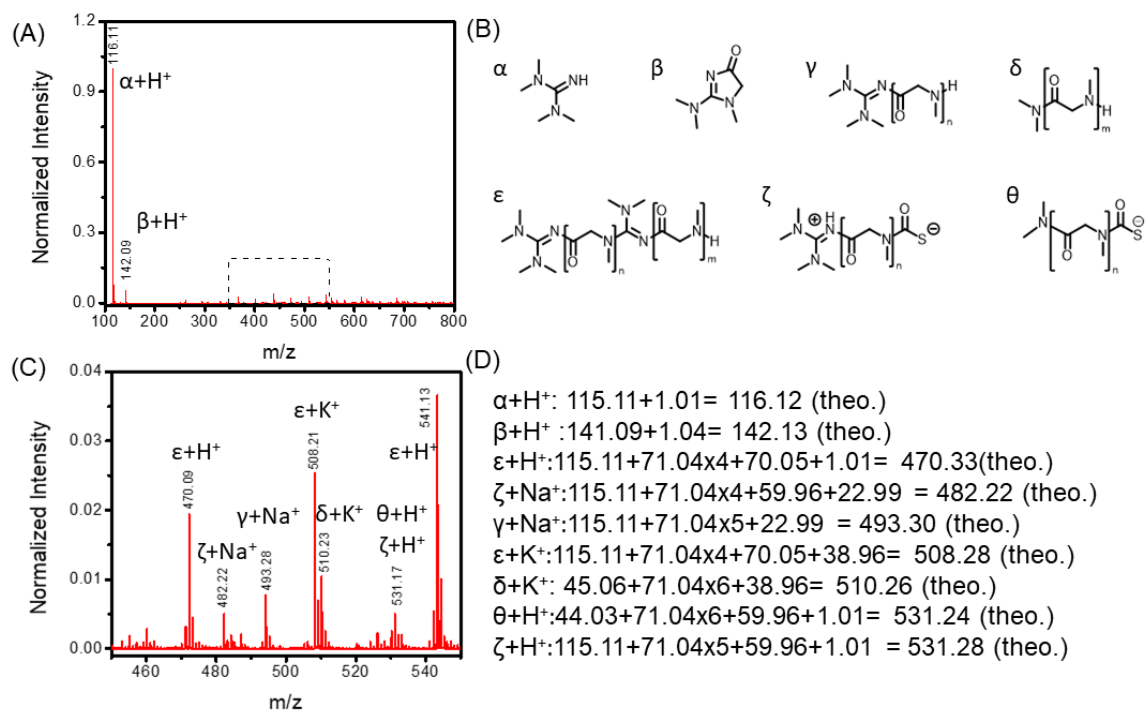 (A)
Normalized Intensity
1.2
0.9
0.6
0.3
0.0
116.11
α+H⁺
β+H⁺
142.09
100 200 300 400 500 600 700 800
m/z
(B)
α
NH
N
N
β
O
N
N
N
γ
N
N
N
O
N
H
n
δ
O
N
N
H
m
ε
N
N
N
O
N
n
N
N
O
N
H
m
ζ
⊕
H
N
N
N
O
N
n
O
S
⊖
θ
N
O
N
n
O
S
⊖
(C)
Normalized Intensity
0.04
0.03
0.02
0.01
0.00
ε+H⁺
470.09
ζ+Na⁺
482.22
γ+Na⁺
493.28
ε+K⁺
508.21
δ+K⁺
510.23
θ+H⁺
ζ+H⁺
531.17
ε+H⁺
541.13
460 480 500 520 540
m/z
(D)
α+H⁺: 115.11+1.01= 116.12 (theo.)
β+H⁺ :141.09+1.04= 142.13 (theo.)
ε+H⁺:115.11+71.04x4+70.05+1.01= 470.33(theo.)
ζ+Na⁺:115.11+71.04x4+59.96+22.99 = 482.22 (theo.)
γ+Na⁺:115.11+71.04x5+22.99 = 493.30 (theo.)
ε+K⁺:115.11+71.04x4+70.05+38.96= 508.28 (theo.)
δ+K⁺: 45.06+71.04x6+38.96= 510.26 (theo.)
θ+H⁺:44.03+71.04x6+59.96+1.01= 531.24 (theo.)
ζ+H⁺:115.11+71.04x5+59.96+1.01 = 531.28 (theo.)